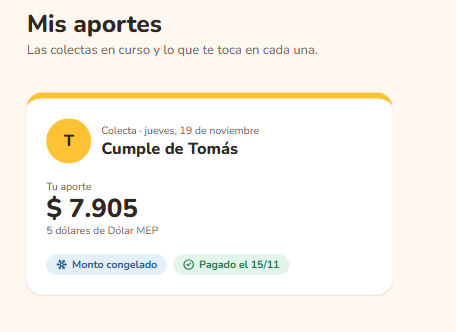 Mis aportes
Las colectas en curso y lo que te toca en cada una.
T
Colecta · jueves, 19 de noviembre
Cumple de Tomás
Tu aporte
$ 7.905
5 dólares de Dólar MEP
Monto congelado
Pagado el 15/11